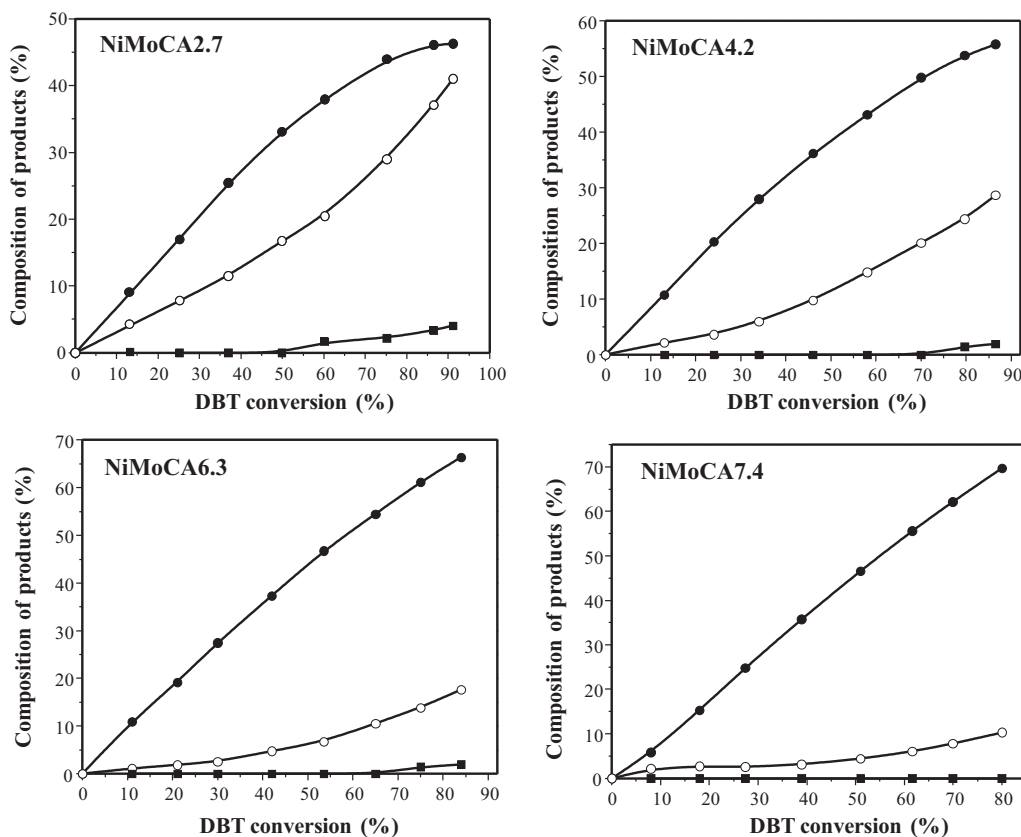 NiMoCA2.7
Composition of products (%)
50
40
30
20
10
0
0 10 20 30 40 50 60 70 80 90 100
DBT conversion (%)
NiMoCA4.2
Composition of products (%)
60
50
40
30
20
10
0
0 10 20 30 40 50 60 70 80 90
DBT conversion (%)
NiMoCA6.3
Composition of products (%)
70
60
50
40
30
20
10
0
0 10 20 30 40 50 60 70 80 90
DBT conversion (%)
NiMoCA7.4
Composition of products (%)
70
60
50
40
30
20
10
0
0 10 20 30 40 50 60 70 80
DBT conversion (%)